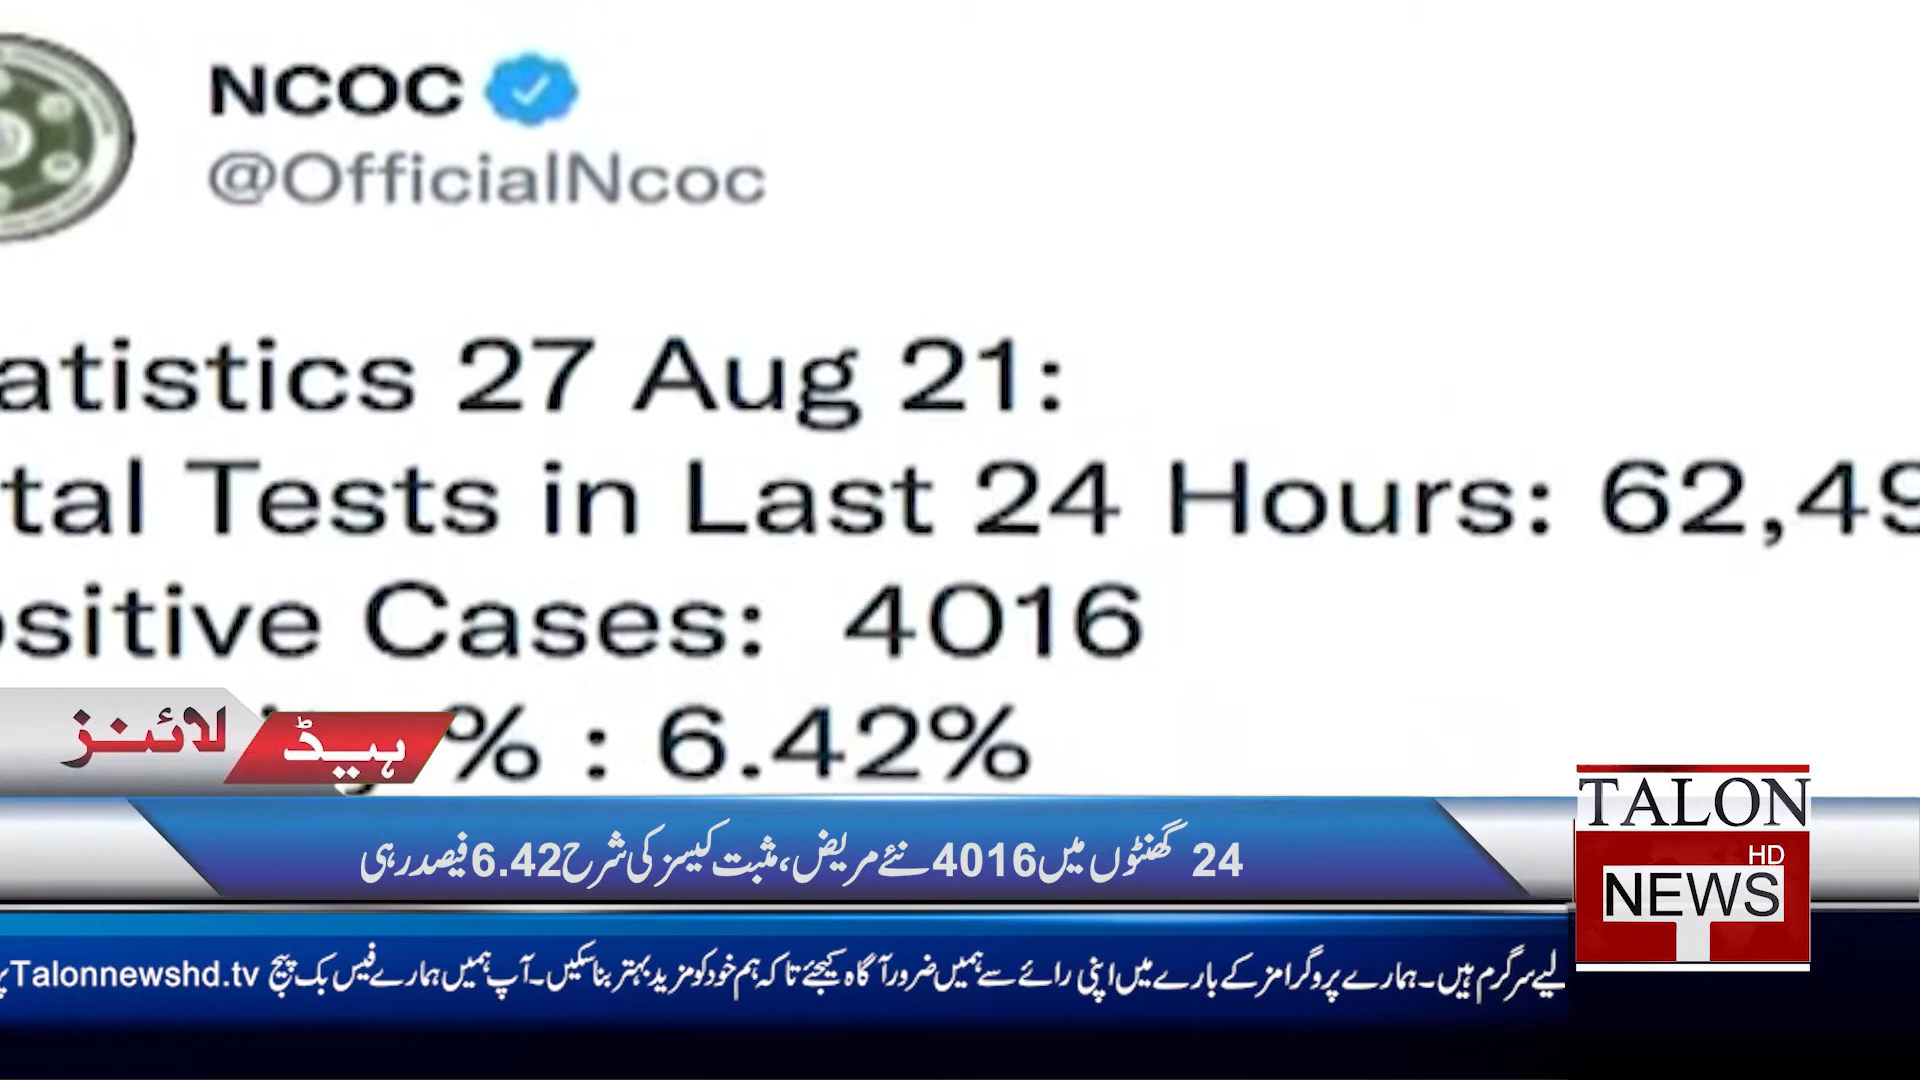 NCOC
@OfficialNcoc
atistics 27 Aug 21:
tal Tests in Last 24 Hours: 62,49
ositive Cases: 4016
% : 6.42%
ہیڈ لائنز
24 گھنٹوں میں 4016 نئے مریض، مثبت کیسز کی شرح 6.42 فیصد رہی
TALON
HD
NEWS
لیے سرگرم ہیں۔ ہمارے پروگرامز کے بارے میں اپنی رائے سے ہمیں ضرور آگاہ کیجئے تاکہ ہم خود کو مزید بہتر بنا سکیں۔ آپ ہمیں ہمارے فیس بک پیج Talonnewshd.tv پر